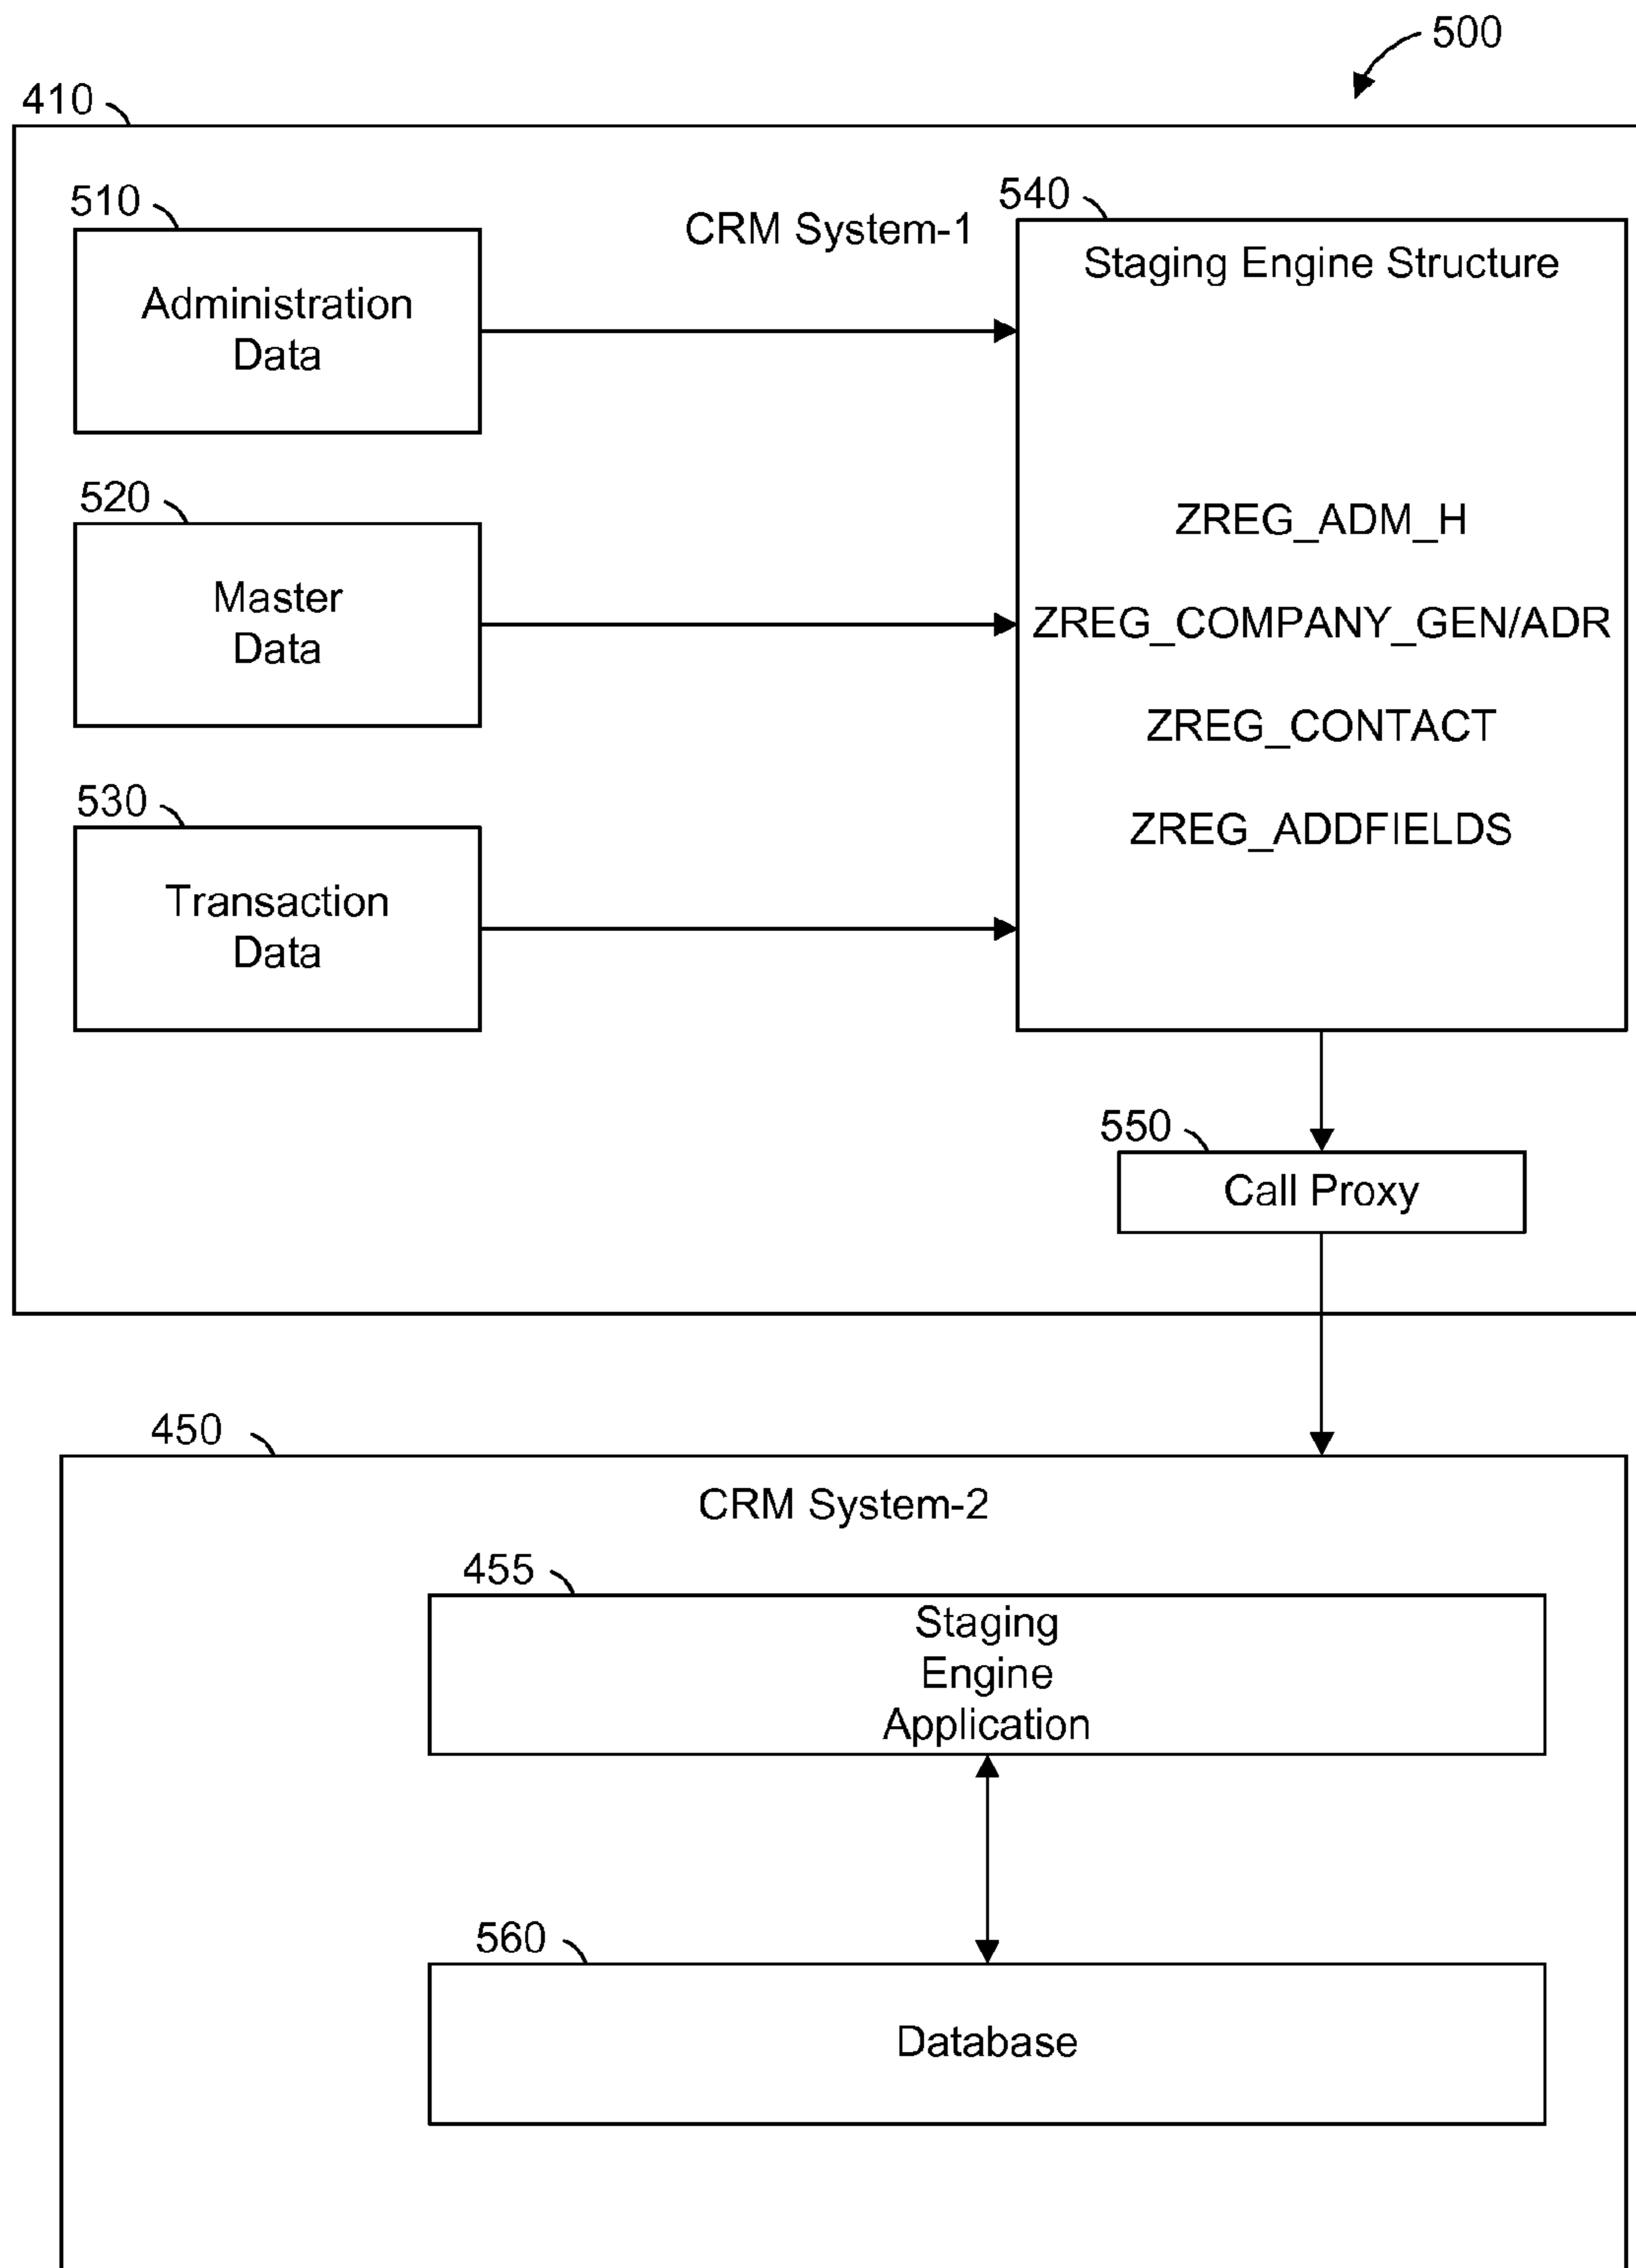 500
410
510
540
CRM System-1
Staging Engine Structure
Administration
Data
520
ZREG_ADM_H
Master
Data
ZREG_COMPANY_GEN/ADR
ZREG_CONTACT
530
ZREG_ADDFIELDS
Transaction
Data
550
Call Proxy
450
CRM System-2
455
Staging
Engine
Application
560
Database